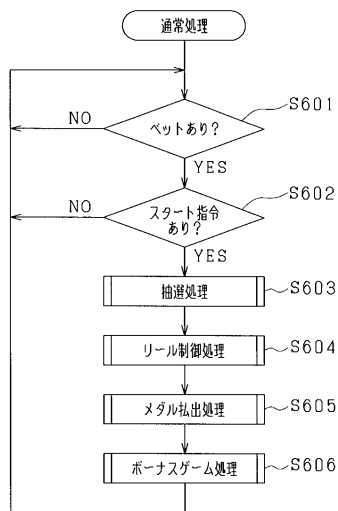 通常処理
ベットあり?
S601
NO
YES
スタート指令
あり?
S602
NO
YES
抽選処理
S603
リール制御処理
S604
メダル払出処理
S605
ボーナスゲーム処理
S606